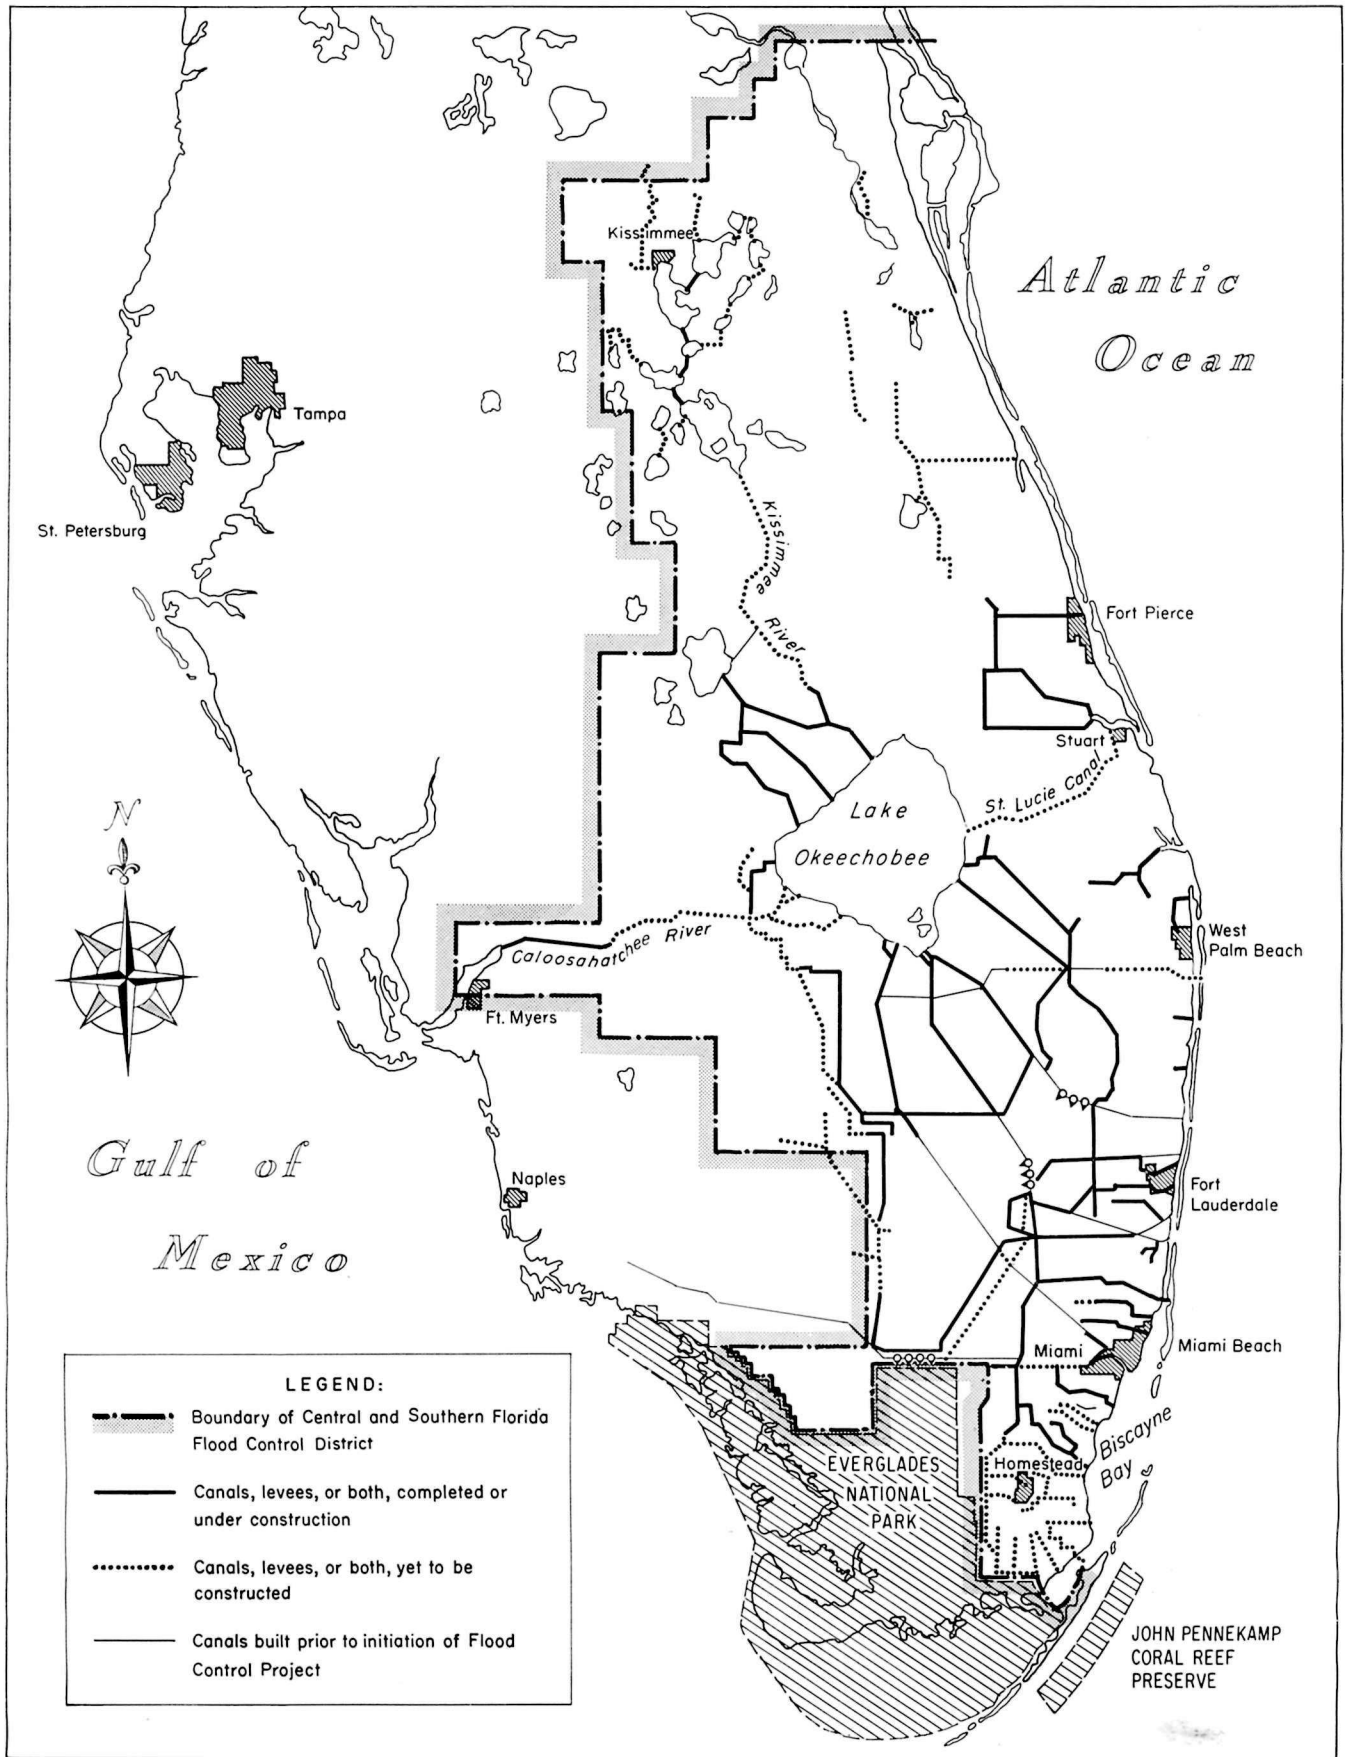 Kissimmee
Atlantic
Ocean
Tampa
St. Petersburg
Kissimmee
River
Fort Pierce
Stuart
St. Lucie Canal
Lake
Okeechobee
N
Caloosahatchee River
West
Palm Beach
Ft. Myers
Gulf of
Mexico
Naples
Fort
Lauderdale
Miami
Miami Beach
Biscayne
Bay
Homestead
EVERGLADES
NATIONAL
PARK
JOHN PENNEKAMP
CORAL REEF
PRESERVE
LEGEND:
Boundary of Central and Southern Florida
Flood Control District
Canals, levees, or both, completed or
under construction
Canals, levees, or both, yet to be
constructed
Canals built prior to initiation of Flood
Control Project